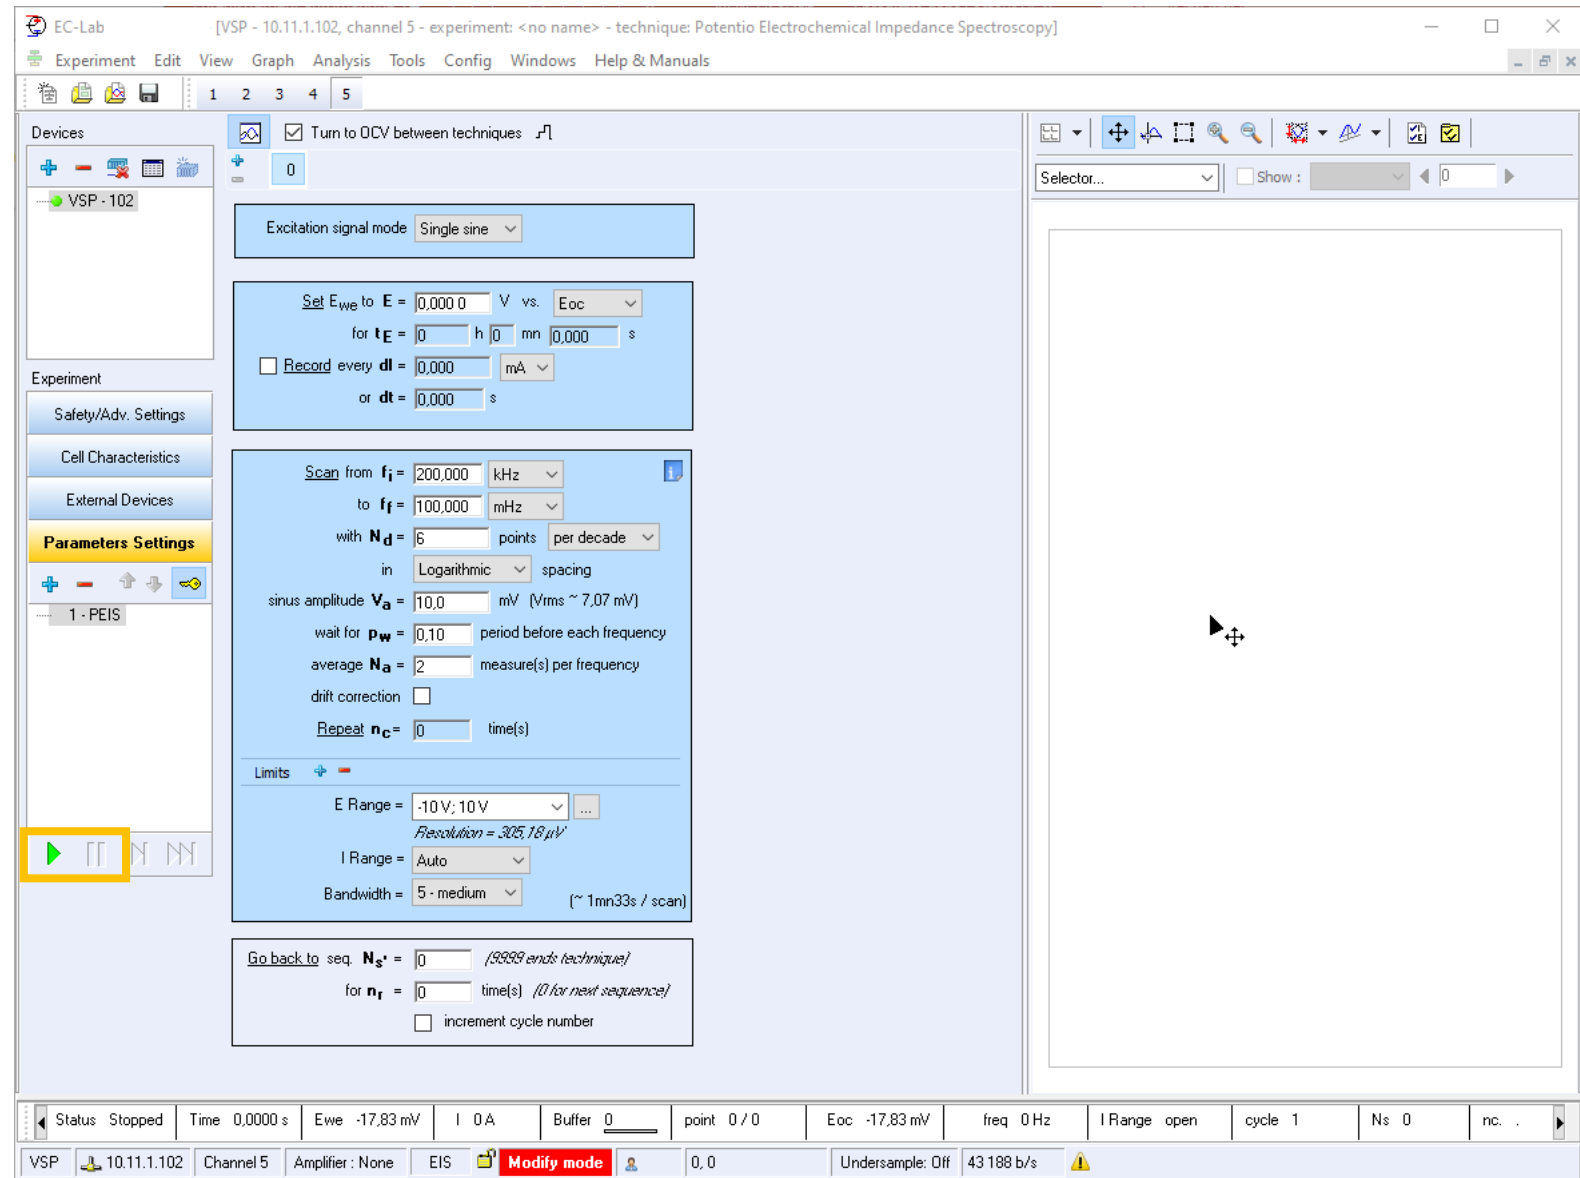 EC-Lab [VSP - 10.11.1.102, channel 5 - experiment: <no name> - technique: Potentio Electrochemical Impedance Spectroscopy]
Experiment Edit View Graph Analysis Tools Config Windows Help & Manuals
1 2 3 4 5
Devices
Turn to OCV between techniques
0
VSP - 102
Selector...
Show :
0
Excitation signal mode Single sine
Set Ewe to E = 0,000 0 V vs. Eoc
for tE = 0 h 0 mn 0,000 s
Record every dI = 0,000 mA
or dt = 0,000 s
Experiment
Safety/Adv. Settings
Cell Characteristics
External Devices
Parameters Settings
1 - PEIS
Scan from fi = 200,000 kHz
to ff = 100,000 mHz
with Nd = 6 points per decade
in Logarithmic spacing
sinus amplitude Va = 10,0 mV (Vrms ~ 7,07 mV)
wait for pw = 0,10 period before each frequency
average Na = 2 measure(s) per frequency
drift correction
Repeat nc = 0 time(s)
Limits
E Range = -10 V; 10 V ...
Resolution = 305,18 µV
I Range = Auto
Bandwidth = 5 - medium (~ 1mn33s / scan)
Go back to seq. Ns' = 0 (9999 ends technique)
for nr = 0 time(s) (0 for next sequence)
increment cycle number
Status Stopped Time 0,0000 s Ewe -17,83 mV I 0 A Buffer 0 point 0 / 0 Eoc -17,83 mV freq 0 Hz I Range open cycle 1 Ns 0 nc. .
VSP 10.11.1.102 Channel 5 Amplifier : None EIS Modify mode 0, 0 Undersample: Off 43 188 b/s